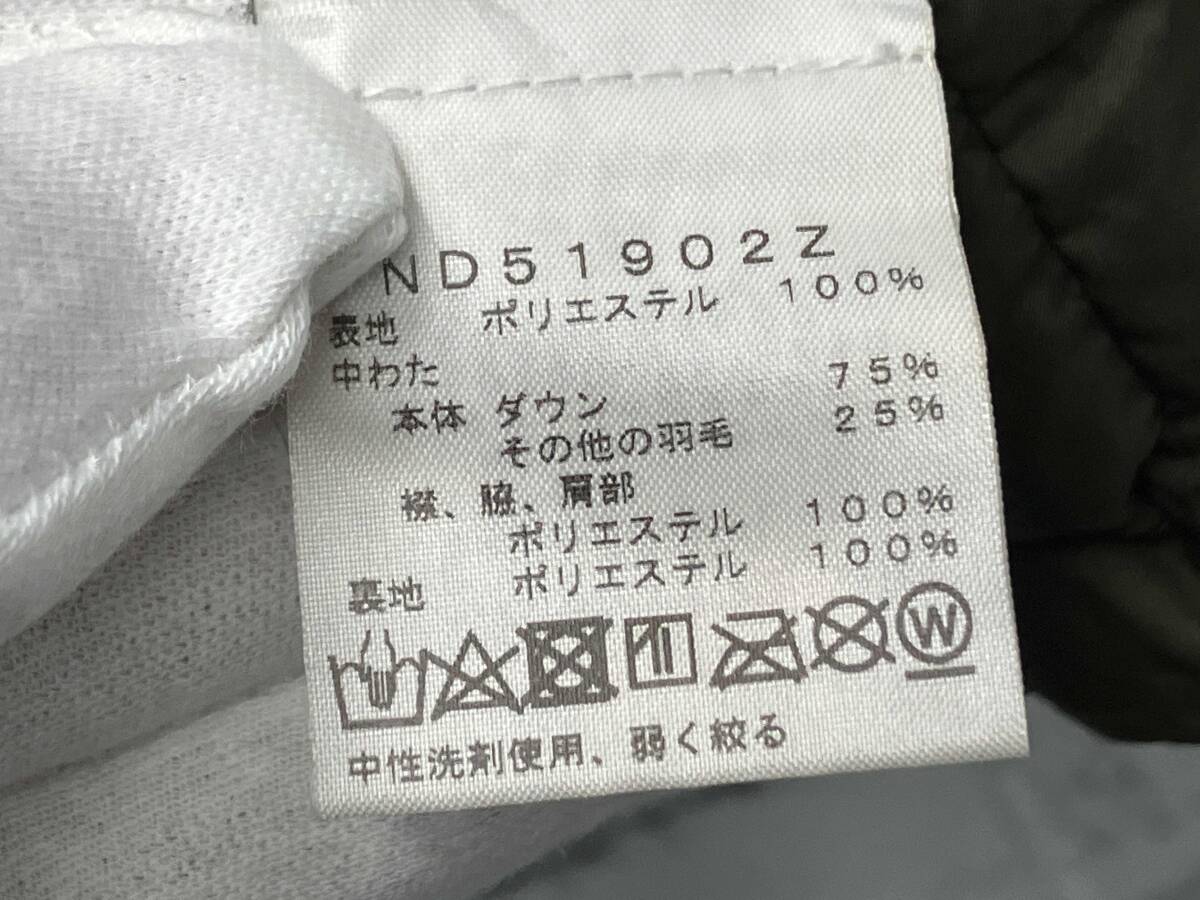 ND51902Z
表地 ポリエステル 100%
中わた
本体 ダウン 75%
その他の羽毛 25%
襟、脇、肩部
ポリエステル 100%
裏地 ポリエステル 100%
W
中性洗剤使用、弱く絞る